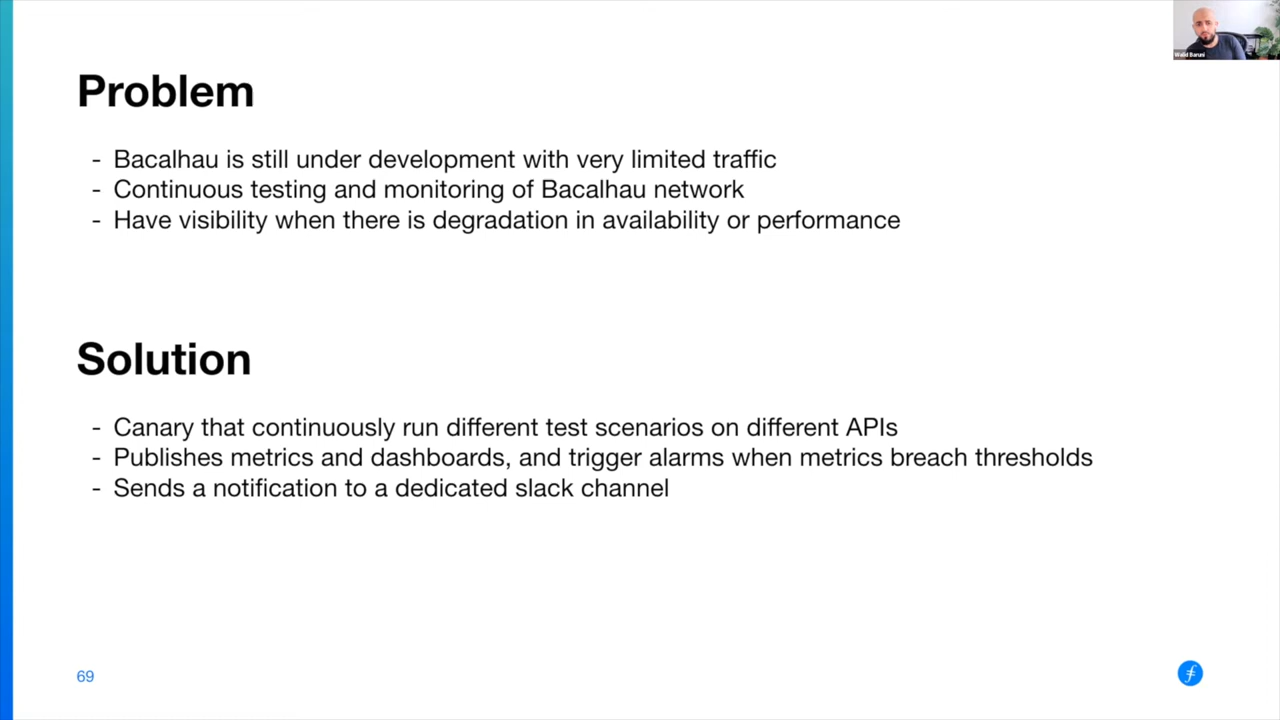 Walid Baruni
Problem
- Bacalhau is still under development with very limited traffic
- Continuous testing and monitoring of Bacalhau network
- Have visibility when there is degradation in availability or performance
Solution
- Canary that continuously run different test scenarios on different APIs
- Publishes metrics and dashboards, and trigger alarms when metrics breach thresholds
- Sends a notification to a dedicated slack channel
69